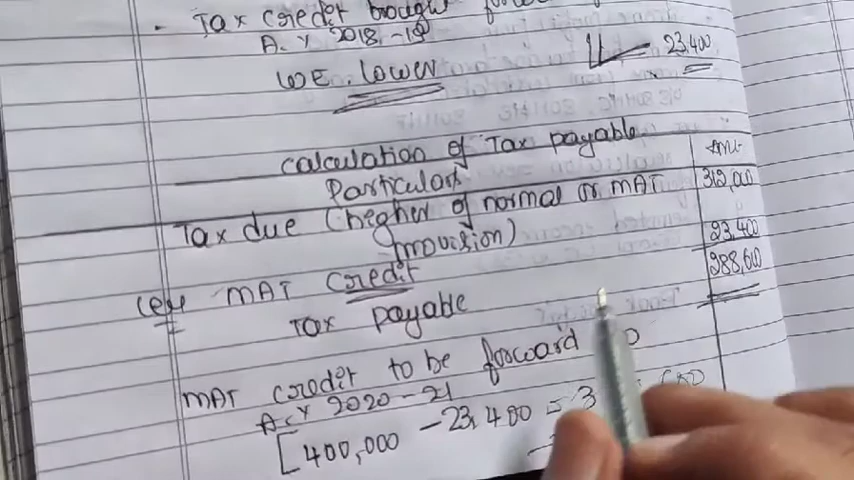 . Tax credit brought
A.Y 2018-19 23,400
W.E. lower
calculation of Tax payable
Particulars Amt
Tax due (higher of normal or MAT 312,000
provision)
Less MAT credit 23,400
Tax payable 288,600
MAT credit to be forward
A.Y 2020-21
[400,000 - 23,400 = 3